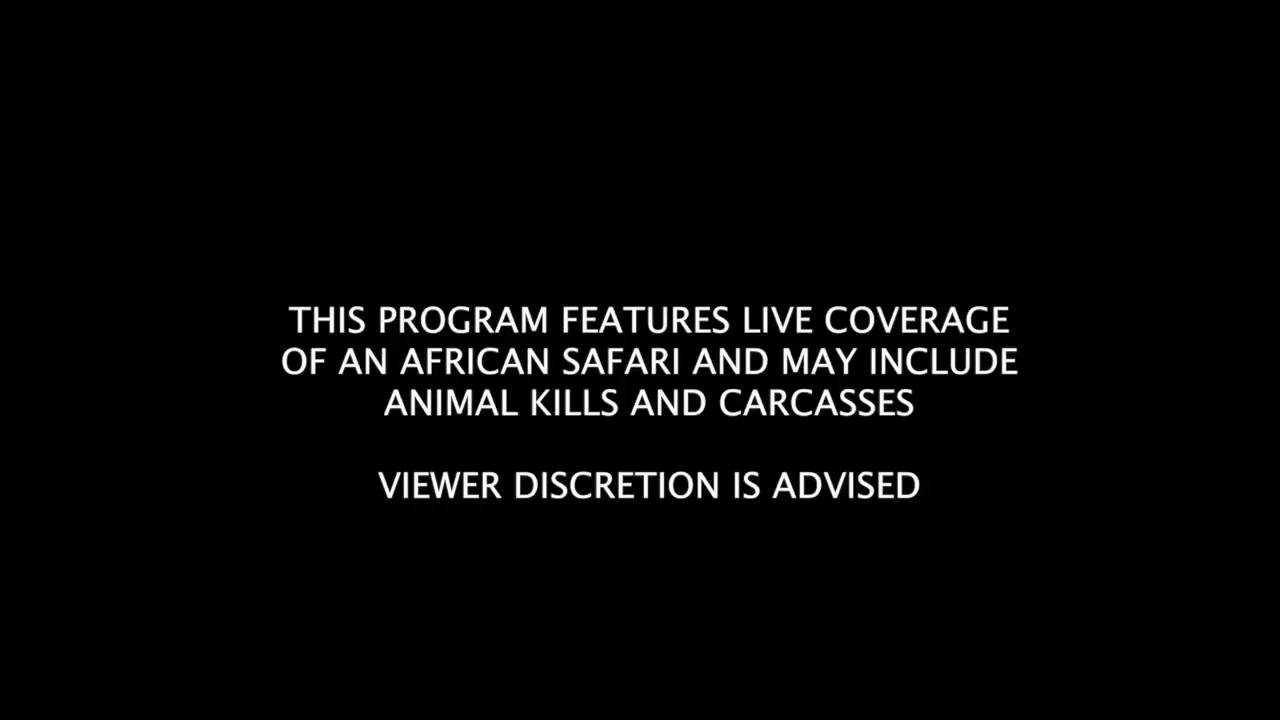 THIS PROGRAM FEATURES LIVE COVERAGE
OF AN AFRICAN SAFARI AND MAY INCLUDE
ANIMAL KILLS AND CARCASSES
VIEWER DISCRETION IS ADVISED